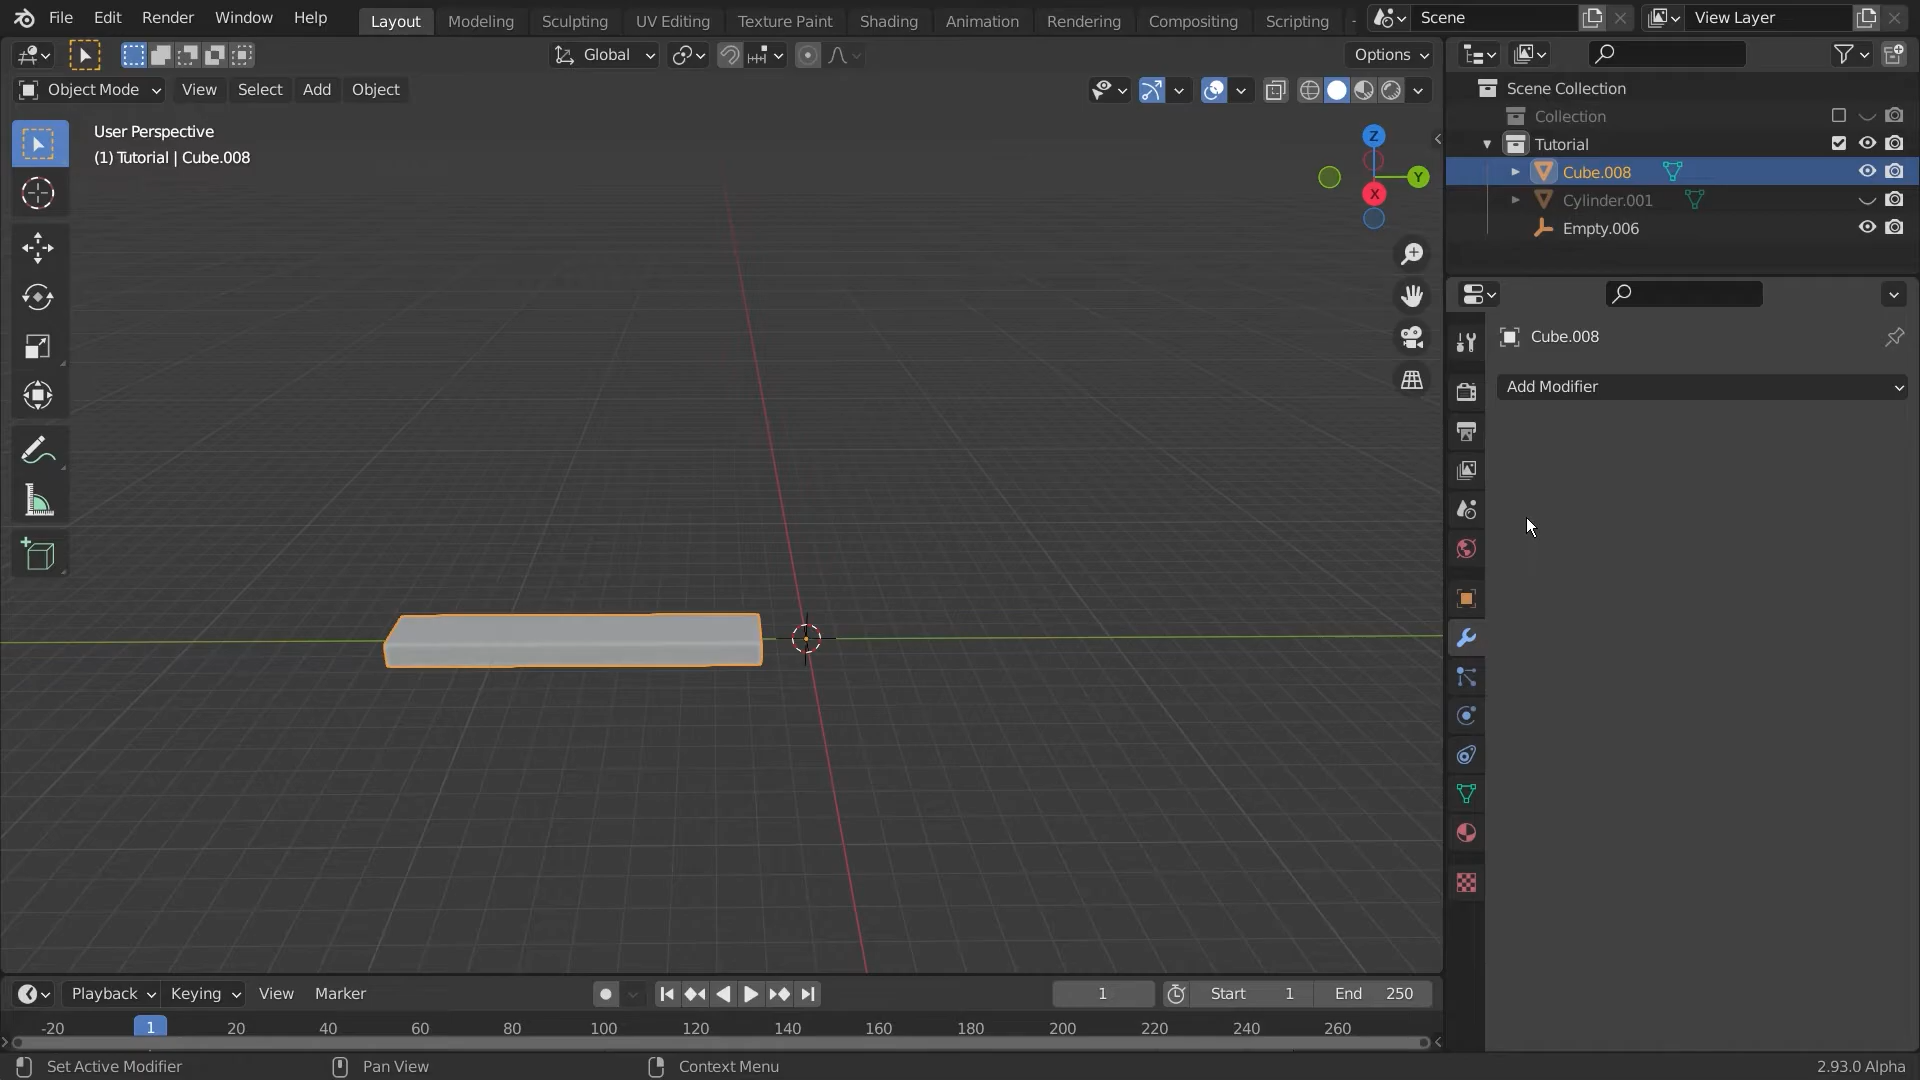 File Edit Render Window Help Layout Modeling Sculpting UV Editing Texture Paint Shading Animation Rendering Compositing Scripting Scene View Layer
Global Options
Object Mode View Select Add Object
User Perspective
(1) Tutorial | Cube.008
Z
Y
X
Scene Collection
Collection
Tutorial
Cube.008
Cylinder.001
Empty.006
Cube.008
Add Modifier
Playback Keying View Marker 1 Start 1 End 250
-20 1 20 40 60 80 100 120 140 160 180 200 220 240 260
Set Active Modifier Pan View Context Menu 2.93.0 Alpha